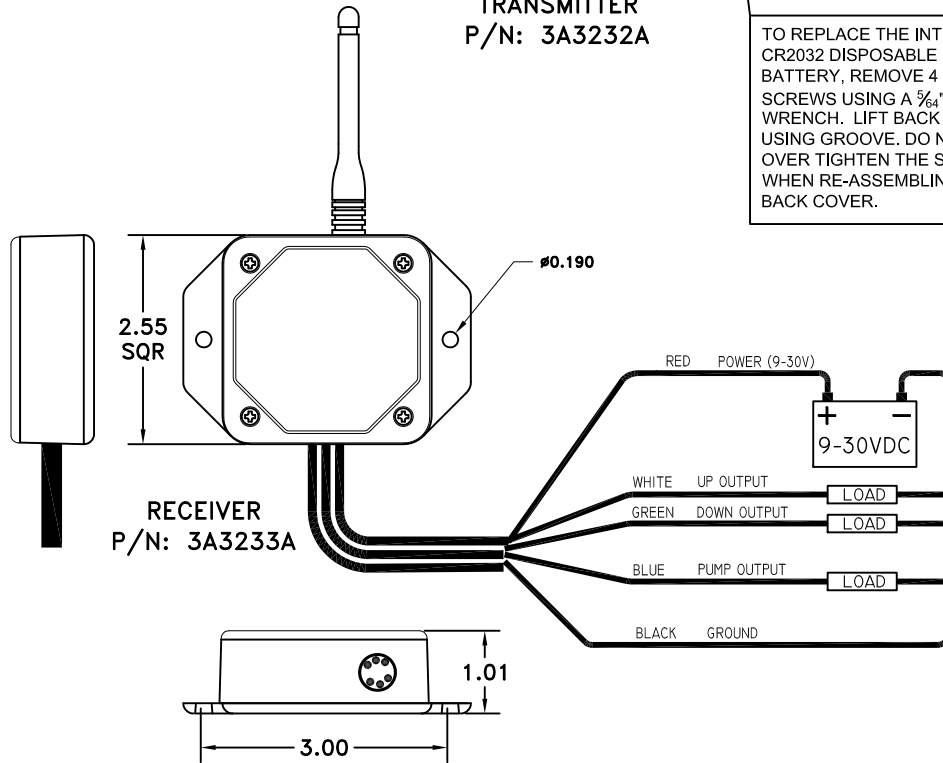 TRANSMITTER
P/N: 3A3232A
TO REPLACE THE INT
CR2032 DISPOSABLE
BATTERY, REMOVE 4
SCREWS USING A 5⁄64"
WRENCH. LIFT BACK
USING GROOVE. DO N
OVER TIGHTEN THE S
WHEN RE-ASSEMBLIN
BACK COVER.
ø0.190
2.55
SQR
RED POWER (9-30V)
+ −
9-30VDC
WHITE UP OUTPUT
LOAD
GREEN DOWN OUTPUT
LOAD
RECEIVER
P/N: 3A3233A
BLUE PUMP OUTPUT
LOAD
BLACK GROUND
1.01
3.00